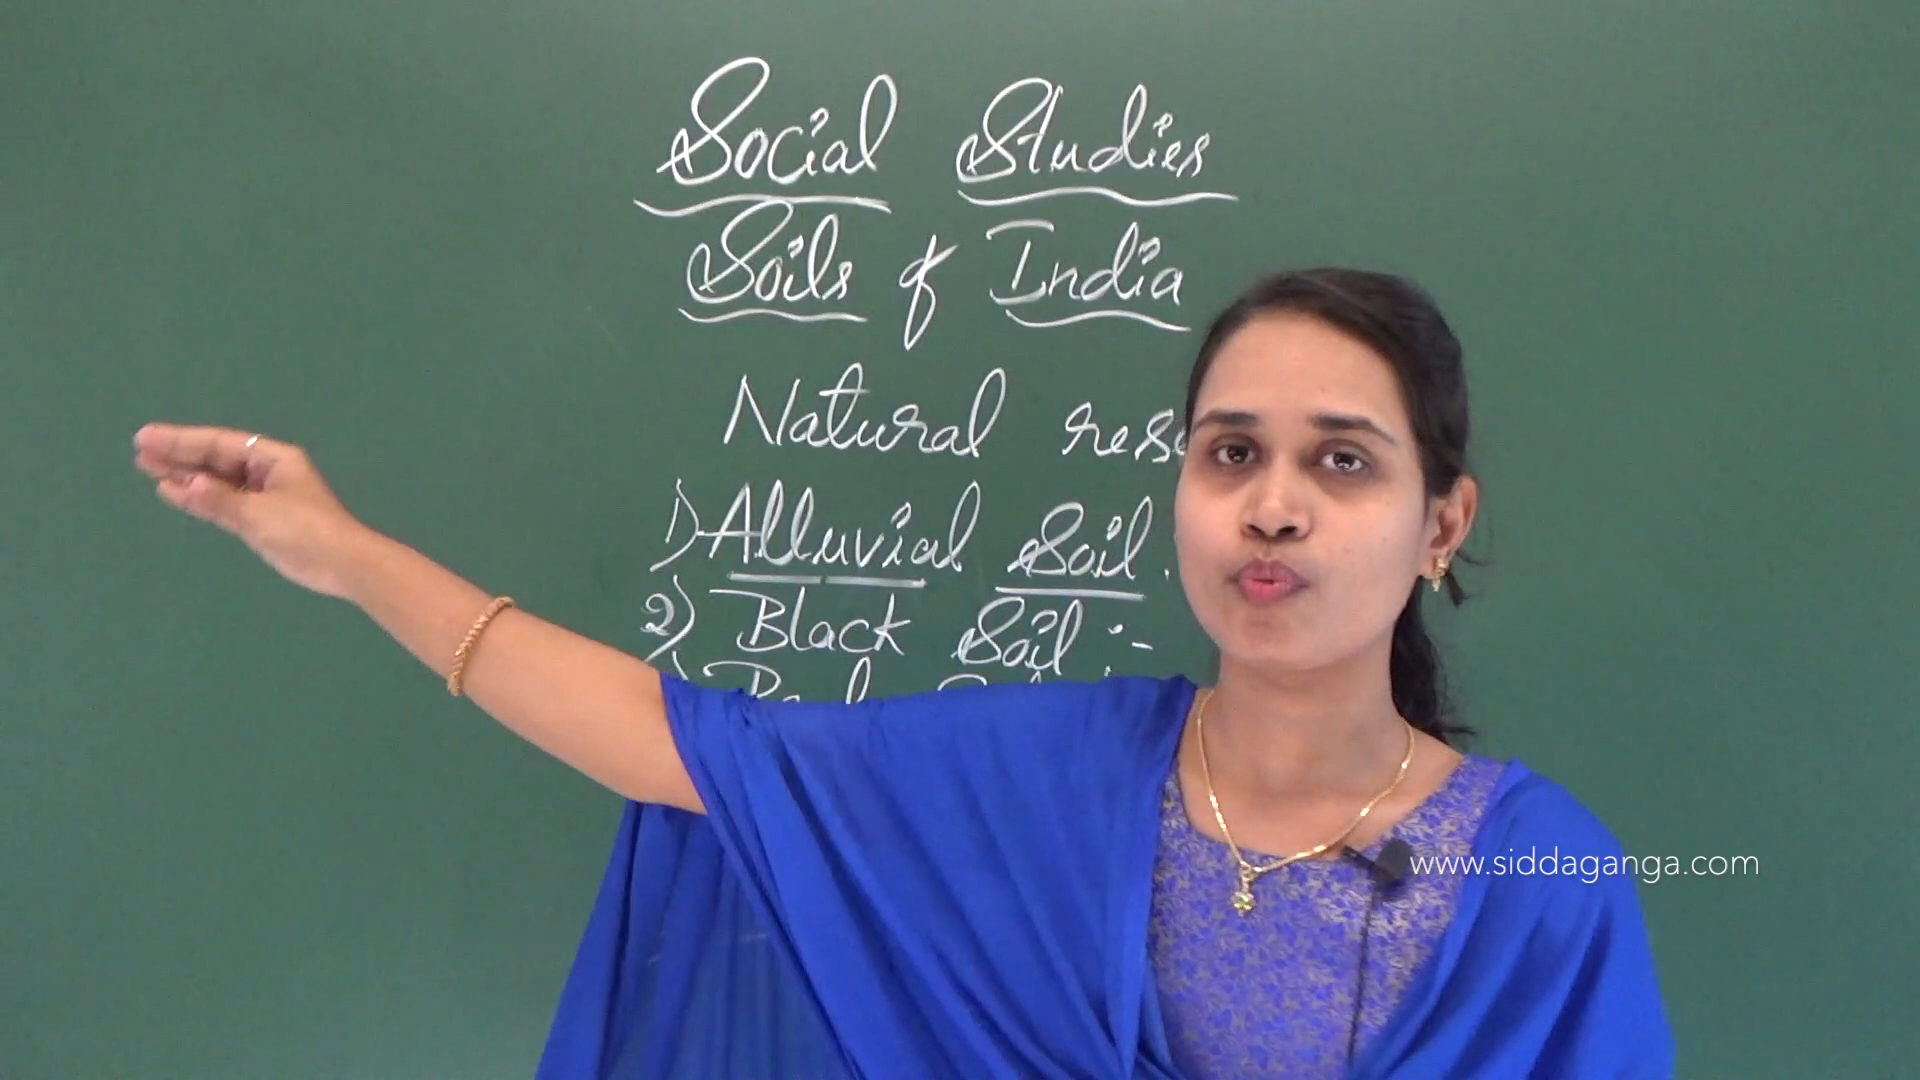 Social Studies
Soils of India
Natural
1) Alluvial Soil.
2) Black Soil :-
www.siddaganga.com